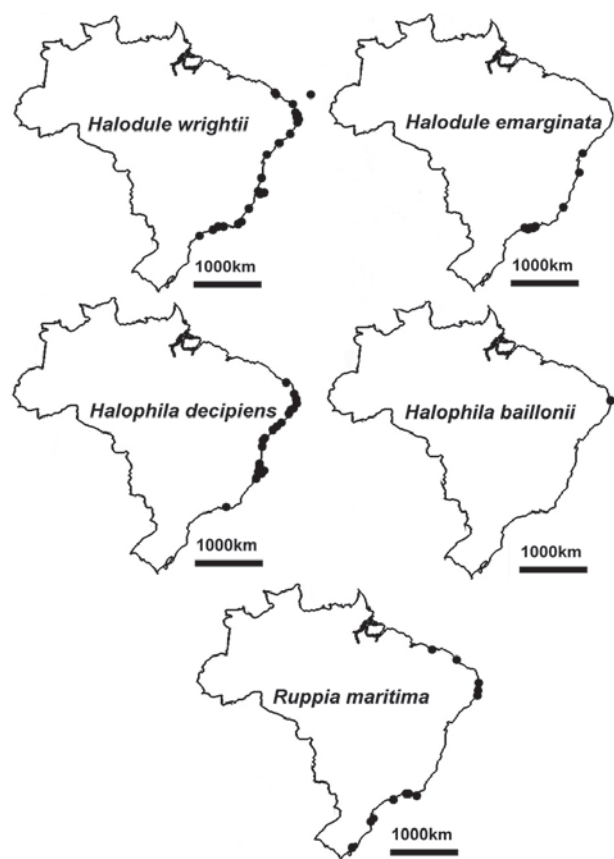 Halodule wrightii
1000km
Halodule emarginata
1000km
Halophila decipiens
1000km
Halophila baillonii
1000km
Ruppia maritima
1000km